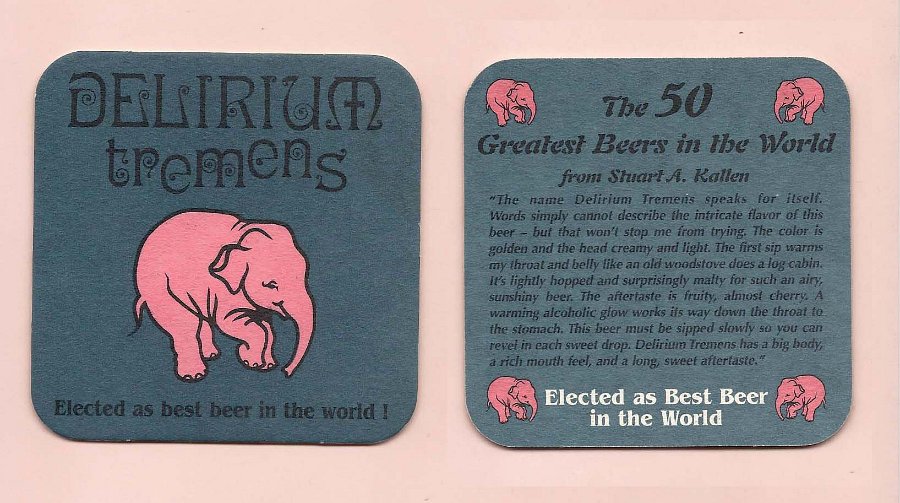 DELIRIUM
tremens
Elected as best beer in the world !
The 50
Greatest Beers in the World
from Stuart A. Kallen
"The name Delirium Tremens speaks for itself.
Words simply cannot describe the intricate flavor of this
beer – but that won't stop me from trying. The color is
golden and the head creamy and light. The first sip warms
my throat and belly like an old woodstove does a log cabin.
It's lightly hopped and surprisingly malty for such an airy,
sunshiny beer. The aftertaste is fruity, almost cherry. A
warming alcoholic glow works its way down the throat to
the stomach. This beer must be sipped slowly so you can
revel in each sweet drop. Delirium Tremens has a big body,
a rich mouth feel, and a long, sweet aftertaste."
Elected as Best Beer
in the World